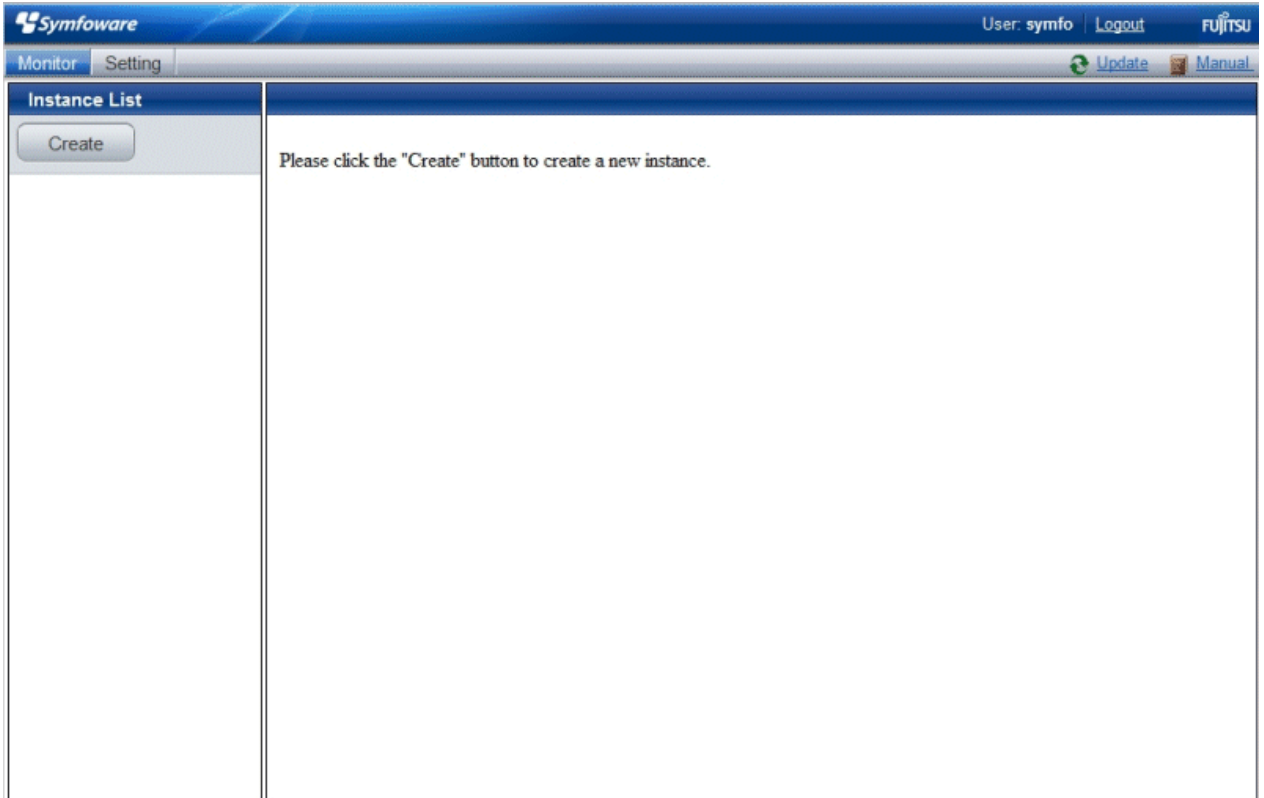 Symfoware
User: symfo Logout FUJITSU
Monitor Setting Update Manual
Instance List
Create
Please click the "Create" button to create a new instance.